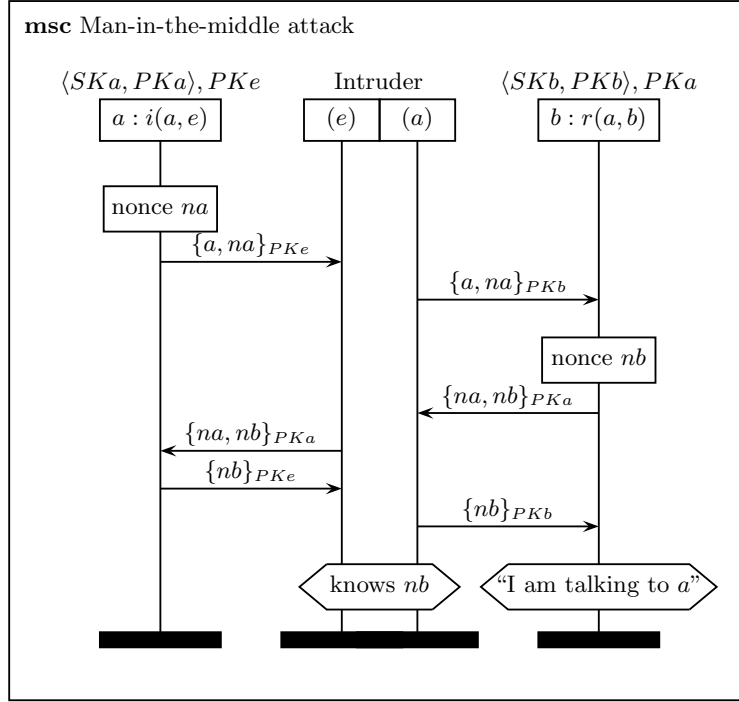 msc Man-in-the-middle attack
⟨SKa, PKa⟩, PKe Intruder ⟨SKb, PKb⟩, PKa
a : i(a, e) (e) (a) b : r(a, b)
nonce na
{a, na}PKe
{a, na}PKb
nonce nb
{na, nb}PKa
{na, nb}PKa
{nb}PKe
{nb}PKb
knows nb “I am talking to a”